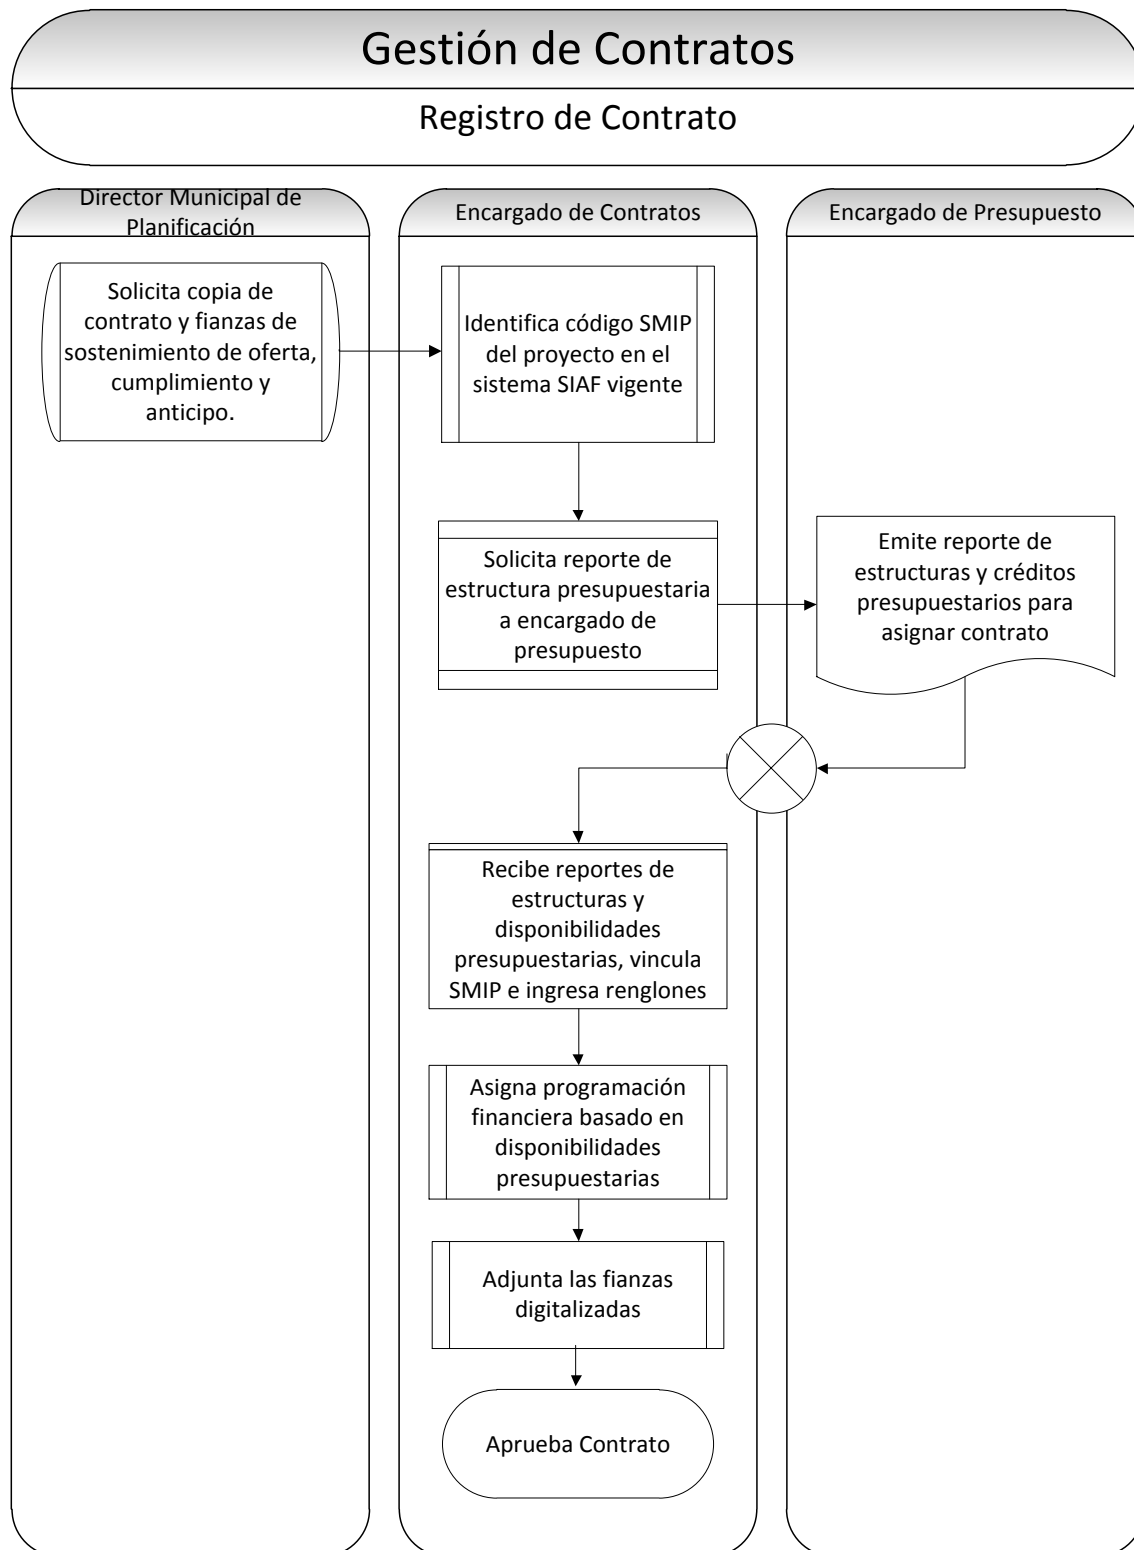 Gestión de Contratos
Registro de Contrato
Director Municipal de
Planificación
Encargado de Contratos
Encargado de Presupuesto
Solicita copia de
contrato y fianzas de
sostenimiento de oferta,
cumplimiento y
anticipo.
Identifica código SMIP
del proyecto en el
sistema SIAF vigente
Solicita reporte de
estructura presupuestaria
a encargado de
presupuesto
Emite reporte de
estructuras y créditos
presupuestarios para
asignar contrato
Recibe reportes de
estructuras y
disponibilidades
presupuestarias, vincula
SMIP e ingresa renglones
Asigna programación
financiera basado en
disponibilidades
presupuestarias
Adjunta las fianzas
digitalizadas
Aprueba Contrato